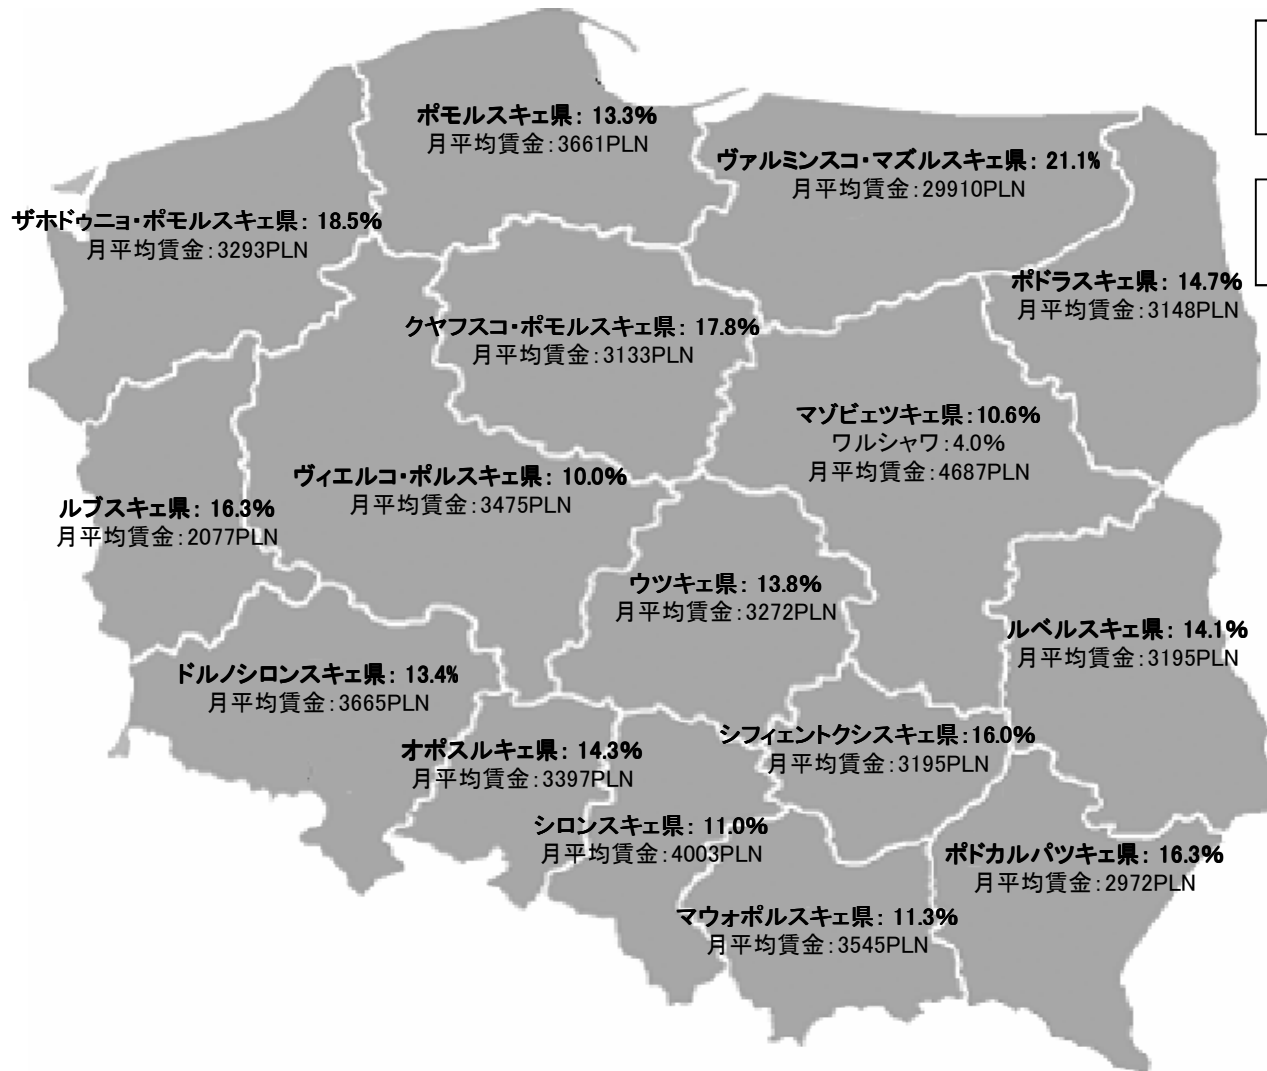 ポモルスキェ県: 13.3%
月平均賃金:3661PLN
ヴァルミンスコ・マズルスキェ県: 21.1%
月平均賃金:29910PLN
ザホドゥニョ・ポモルスキェ県: 18.5%
月平均賃金:3293PLN
ポドラスキェ県: 14.7%
月平均賃金:3148PLN
クヤフスコ・ポモルスキェ県: 17.8%
月平均賃金:3133PLN
マゾビェツキェ県:10.6%
ワルシャワ:4.0%
月平均賃金:4687PLN
ヴィエルコ・ポルスキェ県: 10.0%
月平均賃金:3475PLN
ルブスキェ県: 16.3%
月平均賃金:2077PLN
ウツキェ県: 13.8%
月平均賃金:3272PLN
ルベルスキェ県: 14.1%
月平均賃金:3195PLN
ドルノシロンスキェ県: 13.4%
月平均賃金:3665PLN
シフィェントクシスキェ県:16.0%
月平均賃金:3195PLN
オポスルキェ県: 14.3%
月平均賃金:3397PLN
シロンスキェ県: 11.0%
月平均賃金:4003PLN
ポドカルパツキェ県: 16.3%
月平均賃金:2972PLN
マウォポルスキェ県: 11.3%
月平均賃金:3545PLN